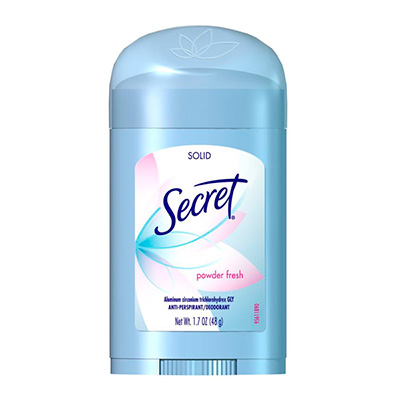 SOLID
Secret®
powder fresh
Aluminum zirconium trichlorohydrex GLY
ANTI-PERSPIRANT/DEODORANT
Net Wt. 1.7 OZ (48 g)